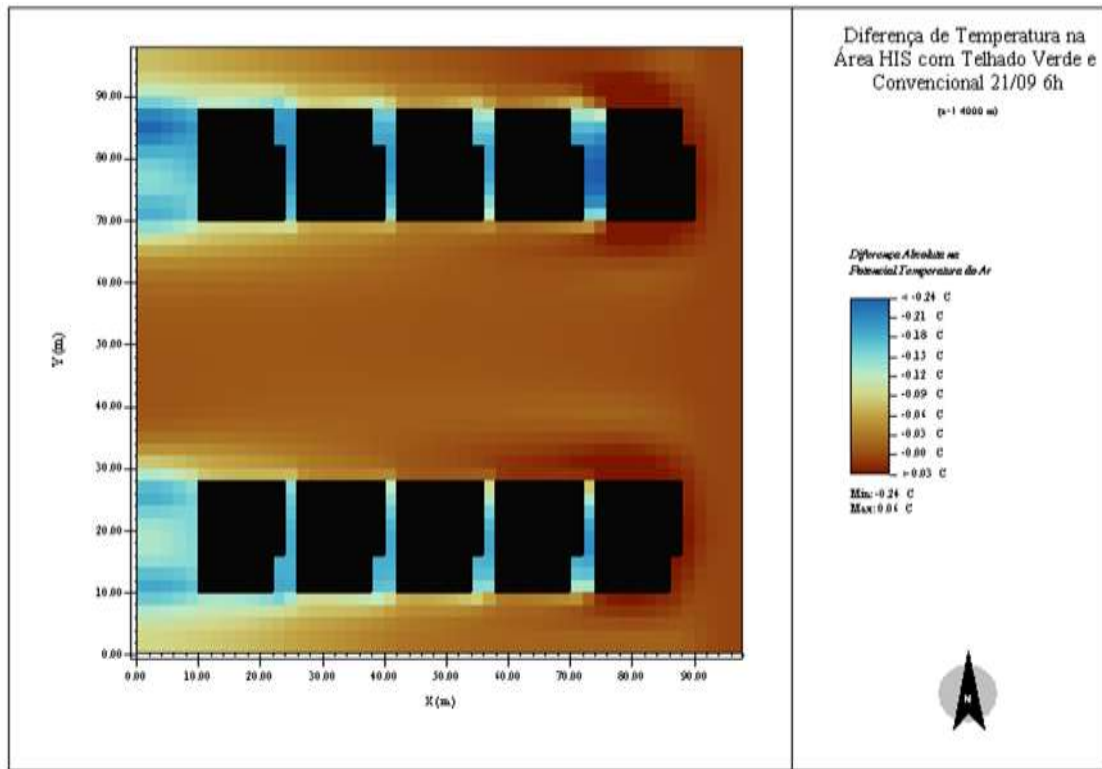 Diferença de Temperatura na
Área HIS com Telhado Verde e
Convencional 21/09 6h
Diferença Absoluta na
Potencial Temperatura do Ar
< -0.24 C
-0.21 C
-0.18 C
-0.15 C
-0.12 C
-0.09 C
-0.06 C
-0.03 C
-0.00 C
> 0.03 C
Min: -0.24 C
Max: 0.06 C
Y (m)
90.00
80.00
70.00
60.00
50.00
40.00
30.00
20.00
10.00
0.00
0.00 10.00 20.00 30.00 40.00 50.00 60.00 70.00 80.00 90.00
X (m)
N